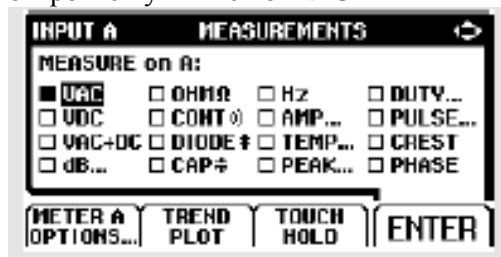 INPUT A MEASUREMENTS
MEASURE on A:
VAC OHMΩ Hz DUTY...
VDC CONT AMP... PULSE...
VAC+DC DIODE TEMP... CREST
dB... CAP PEAK... PHASE
METER A TREND TOUCH ENTER
OPTIONS... PLOT HOLD